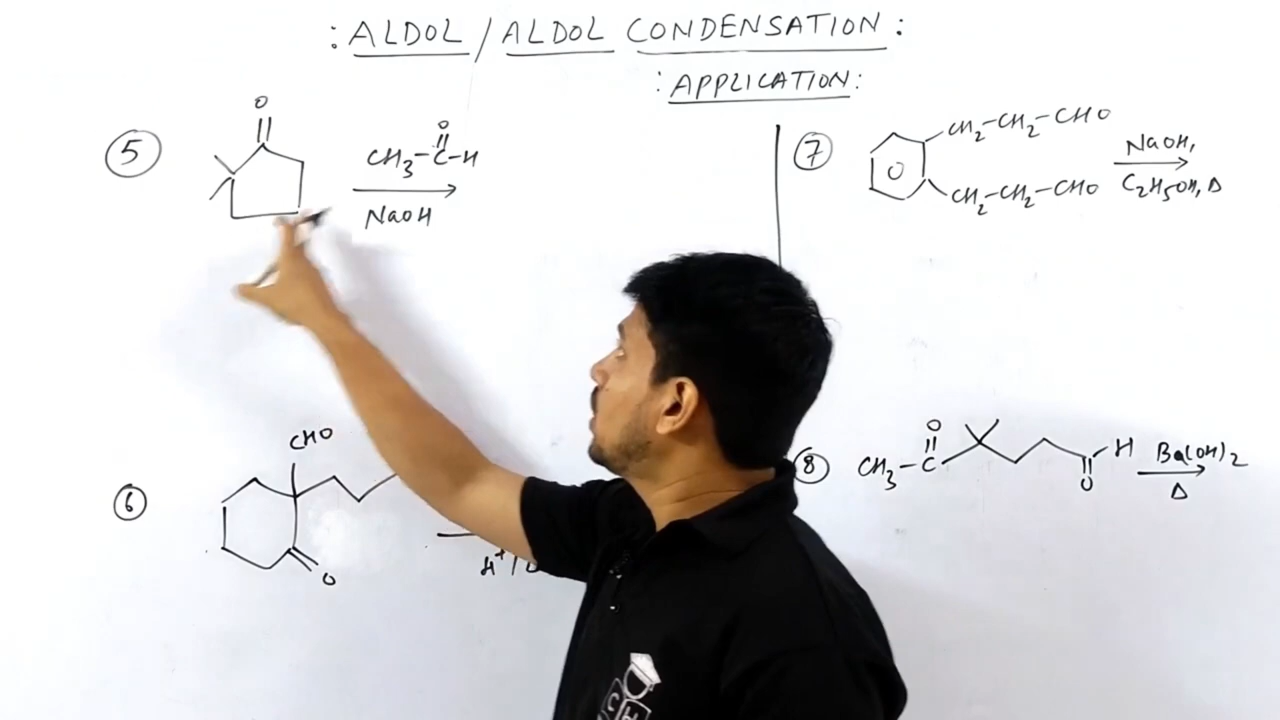 : ALDOL / ALDOL CONDENSATION :
: APPLICATION :
5
O
CH3-C-H
O
NaOH
6
CHO
O
H+/
7
CH2-CH2-CHO
CH2-CH2-CHO
NaOH,
C2H5OH, Δ
8
O
CH3-C
H
O
Ba(OH)2
Δ
C H